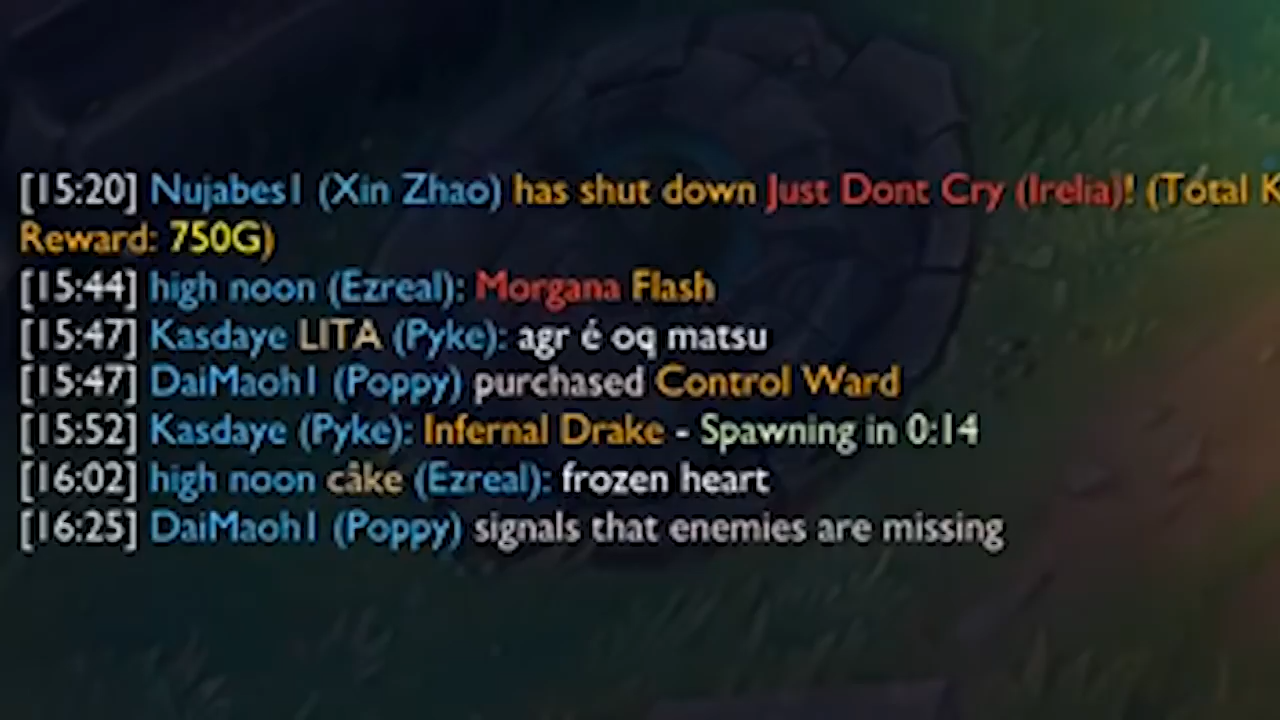 [15:20] Nujabes1 (Xin Zhao) has shut down Just Dont Cry (Irelia)! (Total K
Reward: 750G)
[15:44] high noon (Ezreal): Morgana Flash
[15:47] Kasdaye LITA (Pyke): agr é oq matsu
[15:47] DaiMaoh1 (Poppy) purchased Control Ward
[15:52] Kasdaye (Pyke): Infernal Drake - Spawning in 0:14
[16:02] high noon câke (Ezreal): frozen heart
[16:25] DaiMaoh1 (Poppy) signals that enemies are missing